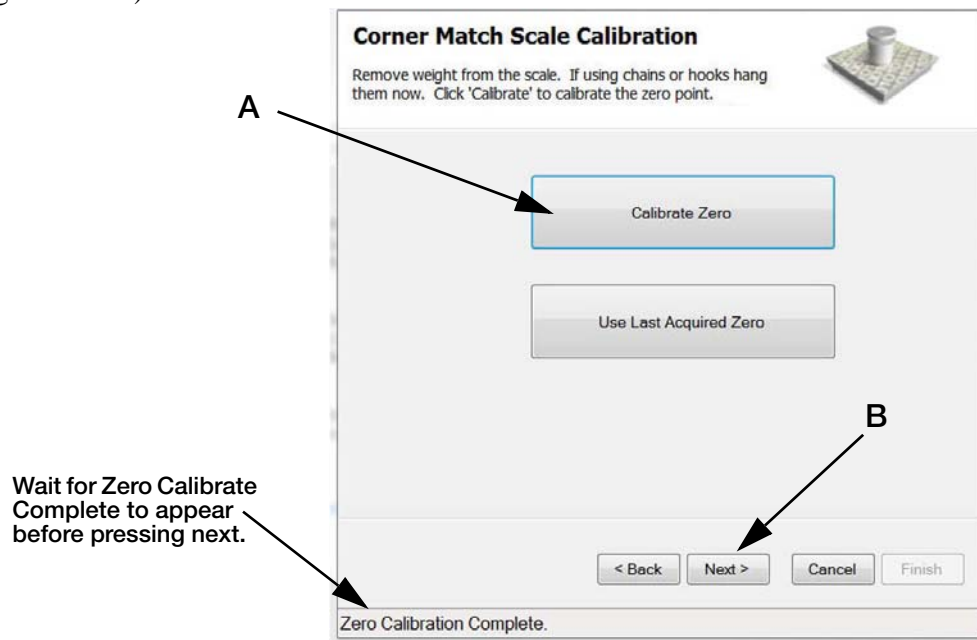 Corner Match Scale Calibration
Remove weight from the scale. If using chains or hooks hang
them now. Click 'Calibrate' to calibrate the zero point.
A
Calibrate Zero
Use Last Acquired Zero
B
Wait for Zero Calibrate
Complete to appear
before pressing next.
< Back
Next >
Cancel
Finish
Zero Calibration Complete.